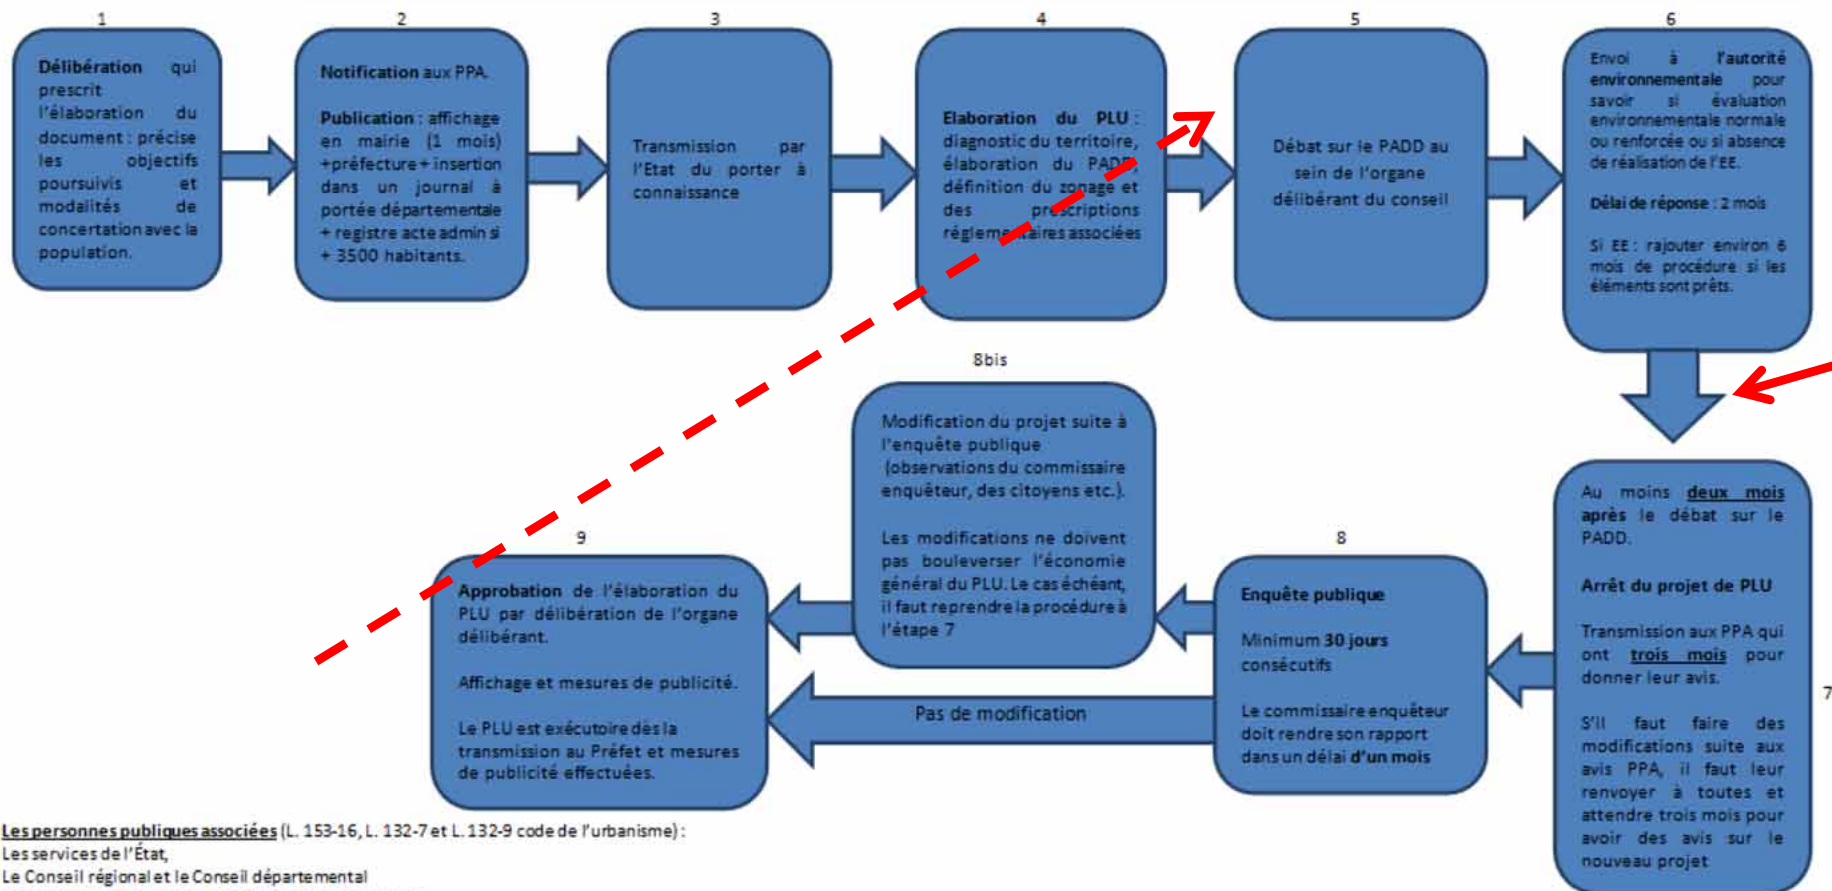 1
Délibération qui
prescrit
l'élaboration du
document : précise
les objectifs
poursuivis et
modalités de
concertation avec la
population.
2
Notification aux PPA.
Publication : affichage
en mairie (1 mois)
+préfecture + insertion
dans un journal à
portée départementale
+ registre acte admin si
+ 3500 habitants.
3
Transmission par
l'Etat du porter à
connaissance
4
Elaboration du PLU :
diagnostic du territoire,
élaboration du PADD,
définition du zonage et
des prescriptions
réglementaires associées
5
Débat sur le PADD au
sein de l'organe
délibérant du conseil
6
Envoi à l'autorité
environnementale pour
savoir si évaluation
environnementale normale
ou renforcée ou si absence
de réalisation de l'EE.
Délai de réponse : 2 mois
Si EE : rajouter environ 6
mois de procédure si les
éléments sont prêts.
7
Au moins deux mois
après le débat sur le
PADD.
Arrêt du projet de PLU
Transmission aux PPA qui
ont trois mois pour
donner leur avis.
S'il faut faire des
modifications suite aux
avis PPA, il faut leur
renvoyer à toutes et
attendre trois mois pour
avoir des avis sur le
nouveau projet
8
Enquête publique
Minimum 30 jours
consécutifs
Le commissaire enquêteur
doit rendre son rapport
dans un délai d'un mois
8bis
Modification du projet suite à
l'enquête publique
(observations du commissaire
enquêteur, des citoyens etc.).
Les modifications ne doivent
pas bouleverser l'économie
général du PLU. Le cas échéant,
il faut reprendre la procédure à
l'étape 7
Pas de modification
9
Approbation de l'élaboration du
PLU par délibération de l'organe
délibérant.
Affichage et mesures de publicité.
Le PLU est exécutoire dès la
transmission au Préfet et mesures
de publicité effectuées.
Les personnes publiques associées (L. 153-16, L. 132-7 et L. 132-9 code de l'urbanisme) :
Les services de l'État,
Le Conseil régional et le Conseil départemental